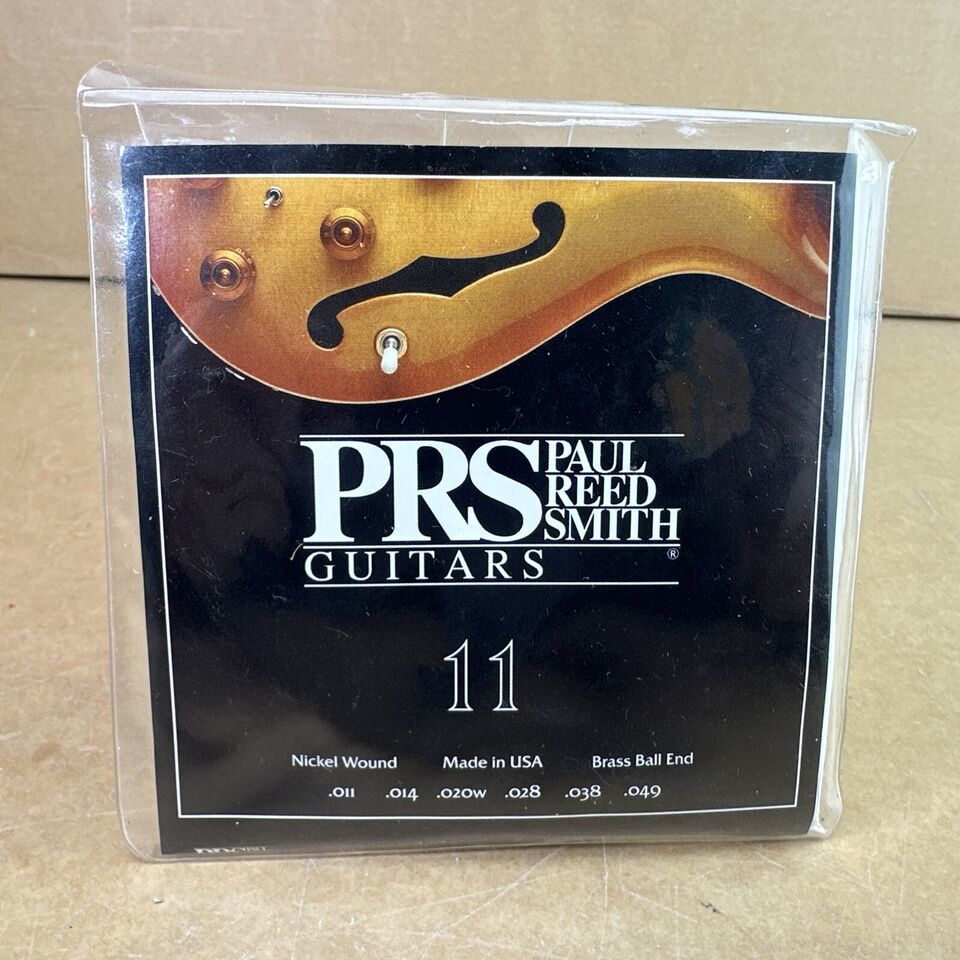 PRS PAUL
REED
SMITH
®
GUITARS
11
Nickel Wound Made in USA Brass Ball End
.011 .014 .020w .028 .038 .049